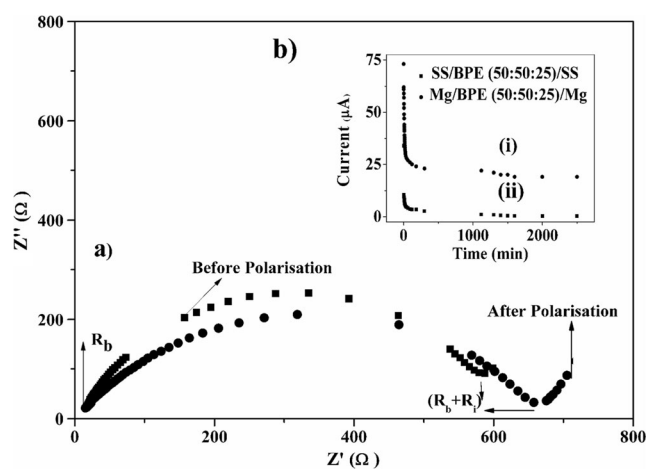 800
b)
75
SS/BPE (50:50:25)/SS
Mg/BPE (50:50:25)/Mg
600
50
Current (μA)
(i)
25
(ii)
0
0 1000 2000
Time (min)
Z'' (Ω)
400
a)
Before Polarisation
After Polarisation
200
Rb
(Rb+Ri)
0
0 200 400 600 800
Z' (Ω)